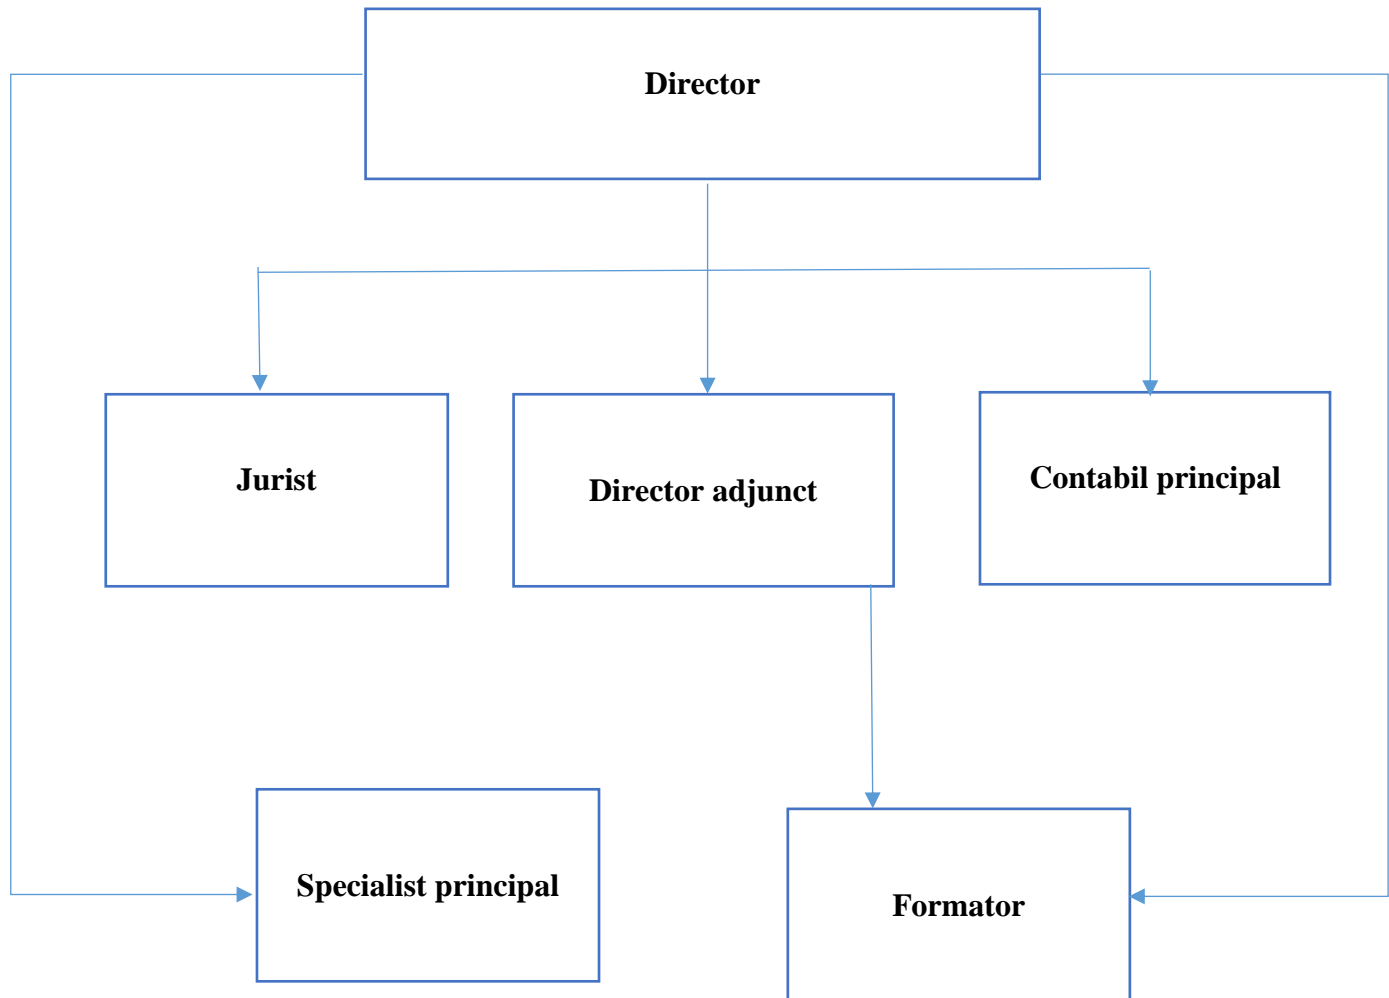 Director
Jurist
Director adjunct
Contabil principal
Specialist principal
Formator